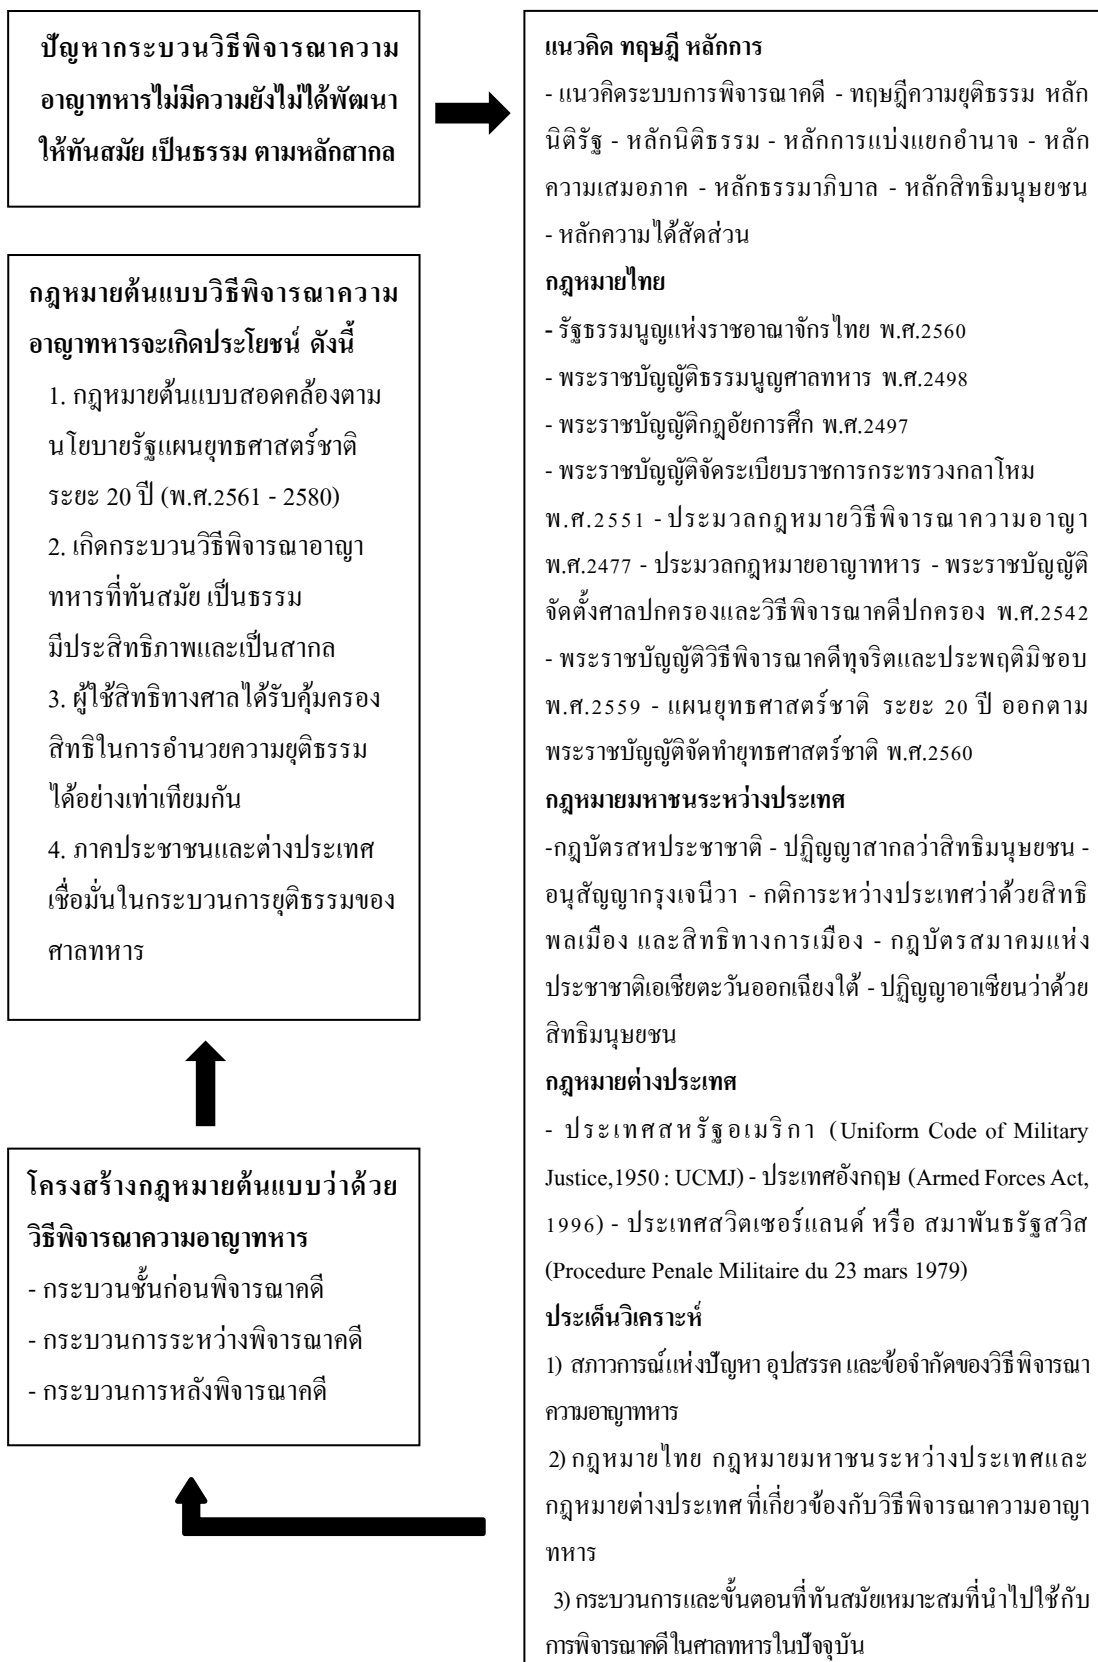 ปัญหากระบวนวิธีพิจารณาความ
อาญาทหารไม่มีความยังไม่ได้พัฒนา
ให้ทันสมัย เป็นธรรม ตามหลักสากล
แนวคิด ทฤษฎี หลักการ
- แนวคิดระบบการพิจารณาคดี - ทฤษฎีความยุติธรรม หลัก
นิติรัฐ - หลักนิติธรรม - หลักการแบ่งแยกอำนาจ - หลัก
ความเสมอภาค - หลักธรรมาภิบาล - หลักสิทธิมนุษยชน
- หลักความได้สัดส่วน
กฎหมายไทย
- รัฐธรรมนูญแห่งราชอาณาจักรไทย พ.ศ.2560
- พระราชบัญญัติธรรมนูญศาลทหาร พ.ศ.2498
- พระราชบัญญัติกฎอัยการศึก พ.ศ.2497
- พระราชบัญญัติจัดระเบียบราชการกระทรวงกลาโหม
พ.ศ.2551 - ประมวลกฎหมายวิธีพิจารณาความอาญา
พ.ศ.2477 - ประมวลกฎหมายอาญาทหาร - พระราชบัญญัติ
จัดตั้งศาลปกครองและวิธีพิจารณาคดีปกครอง พ.ศ.2542
- พระราชบัญญัติวิธีพิจารณาคดีทุจริตและประพฤติมิชอบ
พ.ศ.2559 - แผนยุทธศาสตร์ชาติ ระยะ 20 ปี ออกตาม
พระราชบัญญัติจัดทำยุทธศาสตร์ชาติ พ.ศ.2560
กฎหมายมหาชนระหว่างประเทศ
-กฎบัตรสหประชาชาติ - ปฏิญญาสากลว่าสิทธิมนุษยชน -
อนุสัญญากรุงเจนีวา - กติการะหว่างประเทศว่าด้วยสิทธิ
พลเมือง และสิทธิทางการเมือง - กฎบัตรสมาคมแห่ง
ประชาชาติเอเชียตะวันออกเฉียงใต้ - ปฏิญญาอาเซียนว่าด้วย
สิทธิมนุษยชน
กฎหมายต่างประเทศ
- ประเทศสหรัฐอเมริกา (Uniform Code of Military
Justice,1950 : UCMJ) - ประเทศอังกฤษ (Armed Forces Act,
1996) - ประเทศสวิตเซอร์แลนด์ หรือ สมาพันธรัฐสวิส
(Procedure Penale Militaire du 23 mars 1979)
ประเด็นวิเคราะห์
1) สภาวการณ์แห่งปัญหา อุปสรรค และข้อจำกัดของวิธีพิจารณา
ความอาญาทหาร
2) กฎหมายไทย กฎหมายมหาชนระหว่างประเทศและ
กฎหมายต่างประเทศ ที่เกี่ยวข้องกับวิธีพิจารณาความอาญา
ทหาร
3) กระบวนการและขั้นตอนที่ทันสมัยเหมาะสมที่นำไปใช้กับ
การพิจารณาคดีในศาลทหารในปัจจุบัน
กฎหมายต้นแบบวิธีพิจารณาความ
อาญาทหารจะเกิดประโยชน์ ดังนี้
1. กฎหมายต้นแบบสอดคล้องตาม
นโยบายรัฐแผนยุทธศาสตร์ชาติ
ระยะ 20 ปี (พ.ศ.2561 - 2580)
2. เกิดกระบวนวิธีพิจารณาอาญา
ทหารที่ทันสมัย เป็นธรรม
มีประสิทธิภาพและเป็นสากล
3. ผู้ใช้สิทธิทางศาลได้รับคุ้มครอง
สิทธิในการอำนวยความยุติธรรม
ได้อย่างเท่าเทียมกัน
4. ภาคประชาชนและต่างประเทศ
เชื่อมั่นในกระบวนการยุติธรรมของ
ศาลทหาร
โครงสร้างกฎหมายต้นแบบว่าด้วย
วิธีพิจารณาความอาญาทหาร
- กระบวนชั้นก่อนพิจารณาคดี
- กระบวนการระหว่างพิจารณาคดี
- กระบวนการหลังพิจารณาคดี